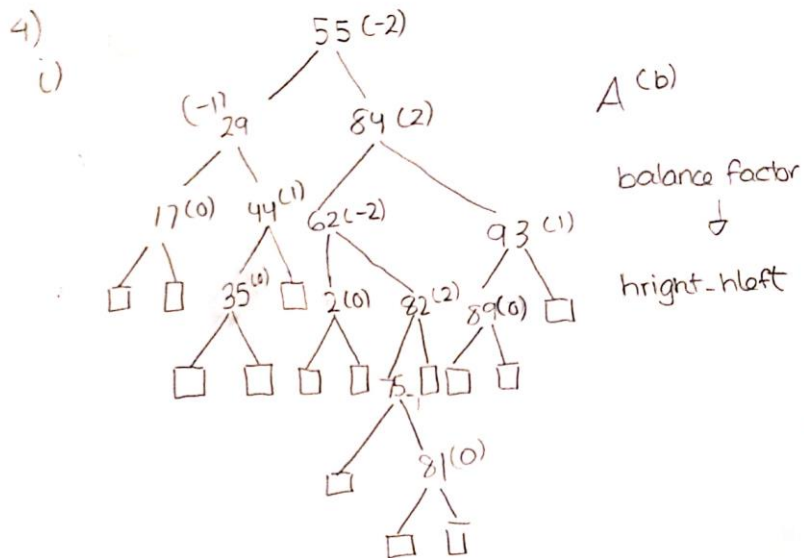 4)
i)
55 (-2)
A (b)
(-1)
29
84 (2)
balance factor
17 (0) 44 (1) 62 (-2) 93 (1)
hright-hleft
35 (0) 2 (0) 82 (2) 89 (0)
75 -1
81 (0)